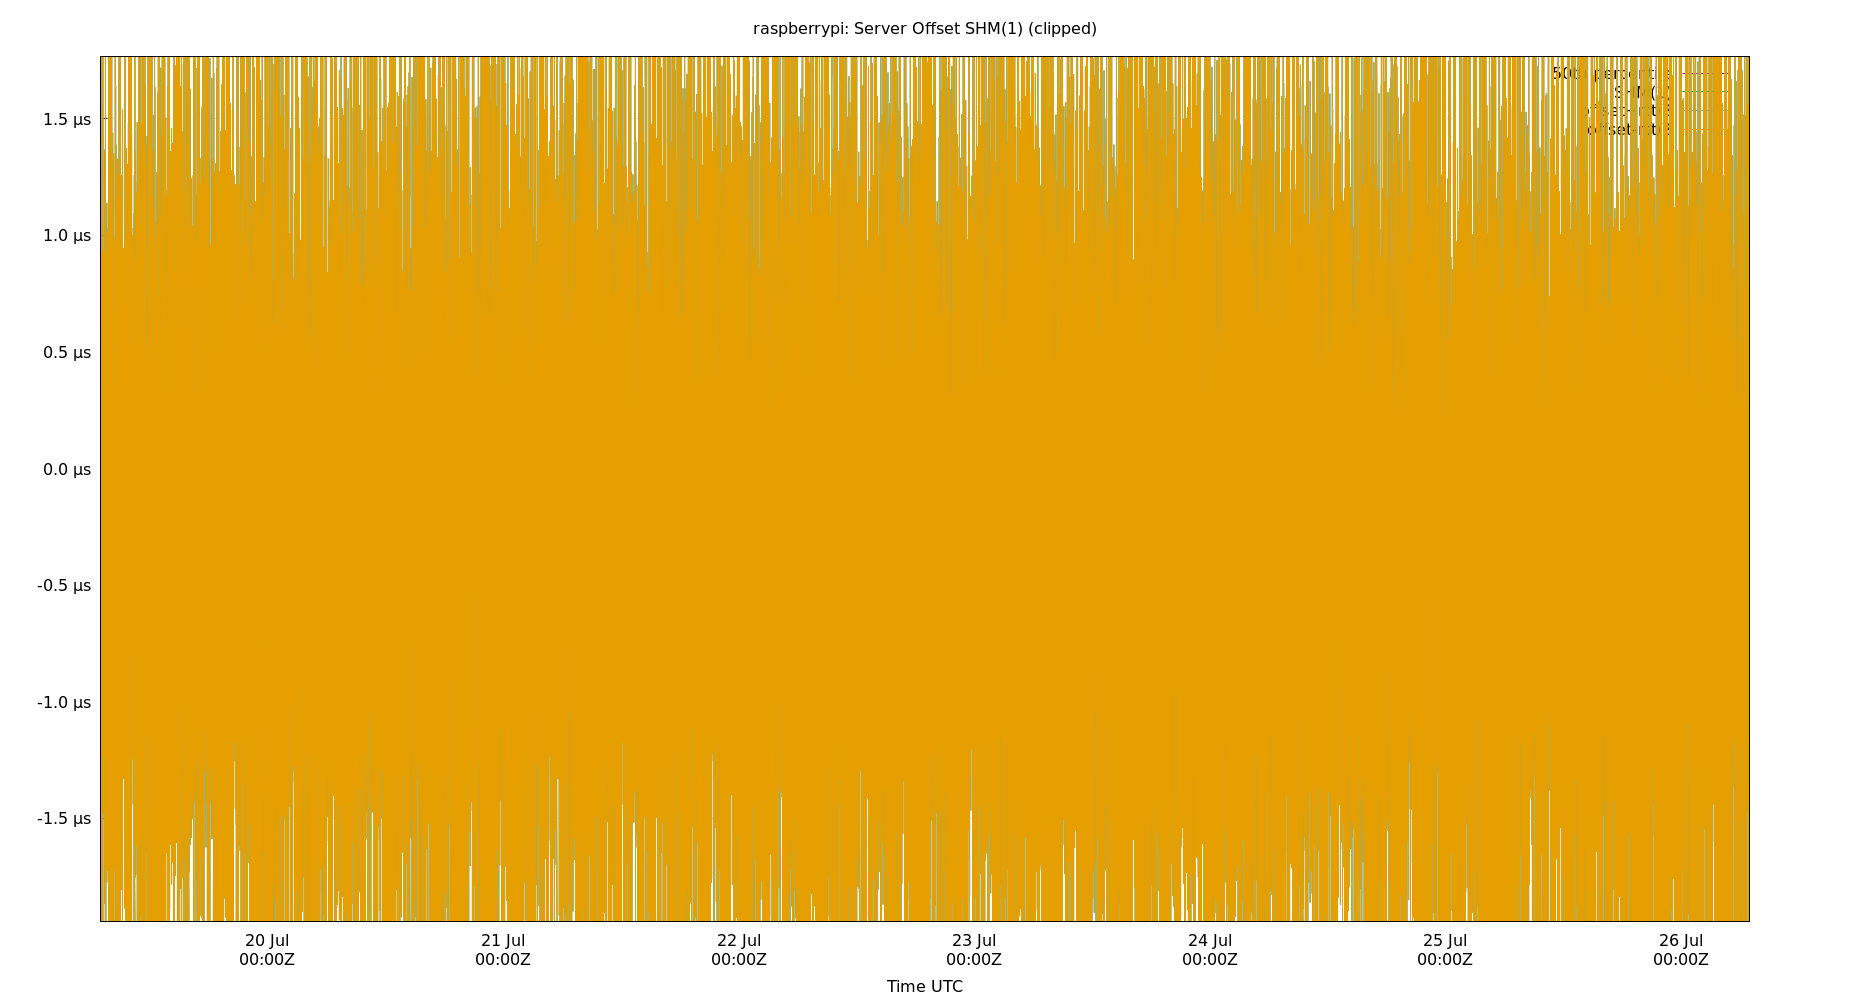 raspberrypi: Server Offset SHM(1) (clipped)
1.5 µs
1.0 µs
0.5 µs
0.0 µs
-0.5 µs
-1.0 µs
-1.5 µs
20 Jul 21 Jul 22 Jul 23 Jul 24 Jul 25 Jul 26 Jul
00:00Z 00:00Z 00:00Z 00:00Z 00:00Z 00:00Z 00:00Z
Time UTC